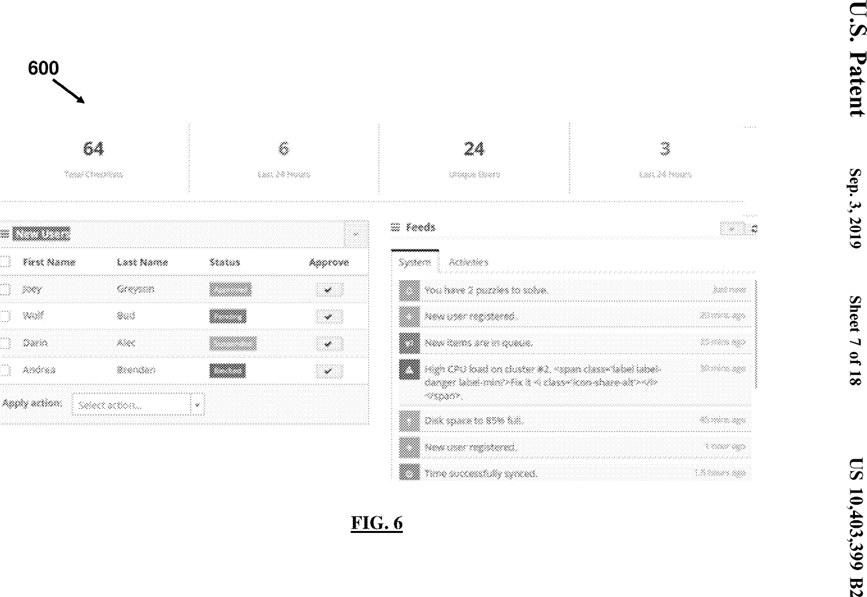 U.S. Patent
Sep. 3, 2019
Sheet 7 of 18
US 10,403,399 B2
600
64
6
24
3
Total Checklists
Last 24 Hours
Unique Users
Last 24 Hours
New Users
First Name Last Name Status Approve
Joey Greyson Approved
Wolf Bud Pending
Darin Alec Suspended
Andrea Brenden Blocked
Apply action: Select action...
Feeds
System Activities
You have 2 puzzles to solve. Just now
New user registered. 20 mins ago
New items are in queue. 25 mins ago
High CPU load on cluster #2. <span class='label label- 30 mins ago
danger label-mini'>Fix it <i class='icon-share-alt'></i>
</span>.
Disk space to 85% full. 45 mins ago
New user registered. 1 hour ago
Time successfully synced. 1.5 hours ago
FIG. 6